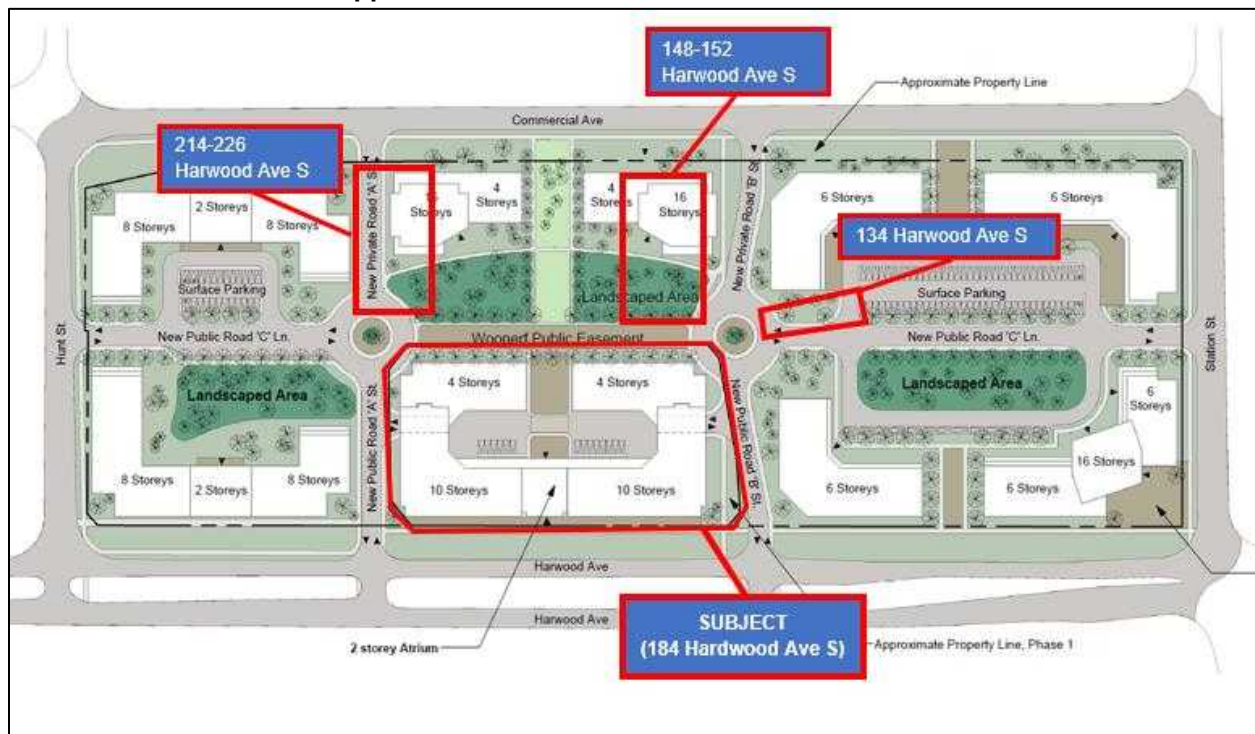 148-152
Harwood Ave S
Approximate Property Line
Commercial Ave
214-226
Harwood Ave S
New Private Road 'A' St.
New Private Road 'B' St.
2 Storeys
8 Storeys
8 Storeys
Storeys
4
Storeys
4
Storeys
16
Storeys
6 Storeys
6 Storeys
134 Harwood Ave S
Surface Parking
Landscaped Area
Surface Parking
Hunt St.
New Public Road 'C' Ln.
Woonerf Public Easement
New Public Road 'C' Ln.
Station St.
Landscaped Area
4 Storeys
4 Storeys
Landscaped Area
6
Storeys
New Public Road 'A' St.
New Public Road 'B' St.
16 Storeys
8 Storeys
2 Storeys
8 Storeys
10 Storeys
10 Storeys
6 Storeys
6 Storeys
Harwood Ave
Harwood Ave
2 storey Atrium
SUBJECT
(184 Hardwood Ave S)
Approximate Property Line, Phase 1